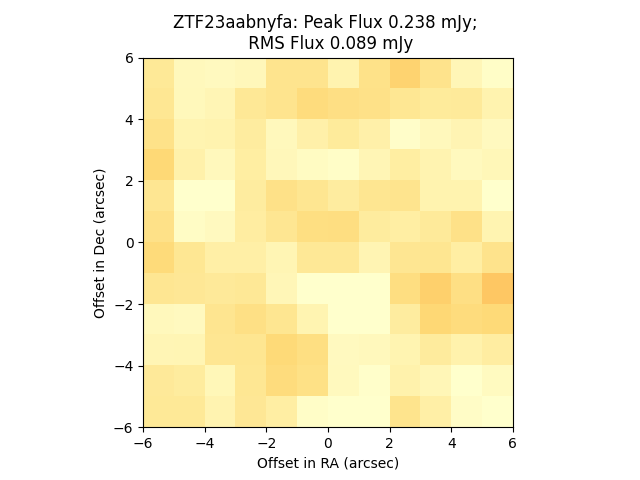 ZTF23aabnyfa: Peak Flux 0.238 mJy;
RMS Flux 0.089 mJy
6
4
2
0
−2
−4
−6
Offset in Dec (arcsec)
−6 −4 −2 0 2 4 6
Offset in RA (arcsec)